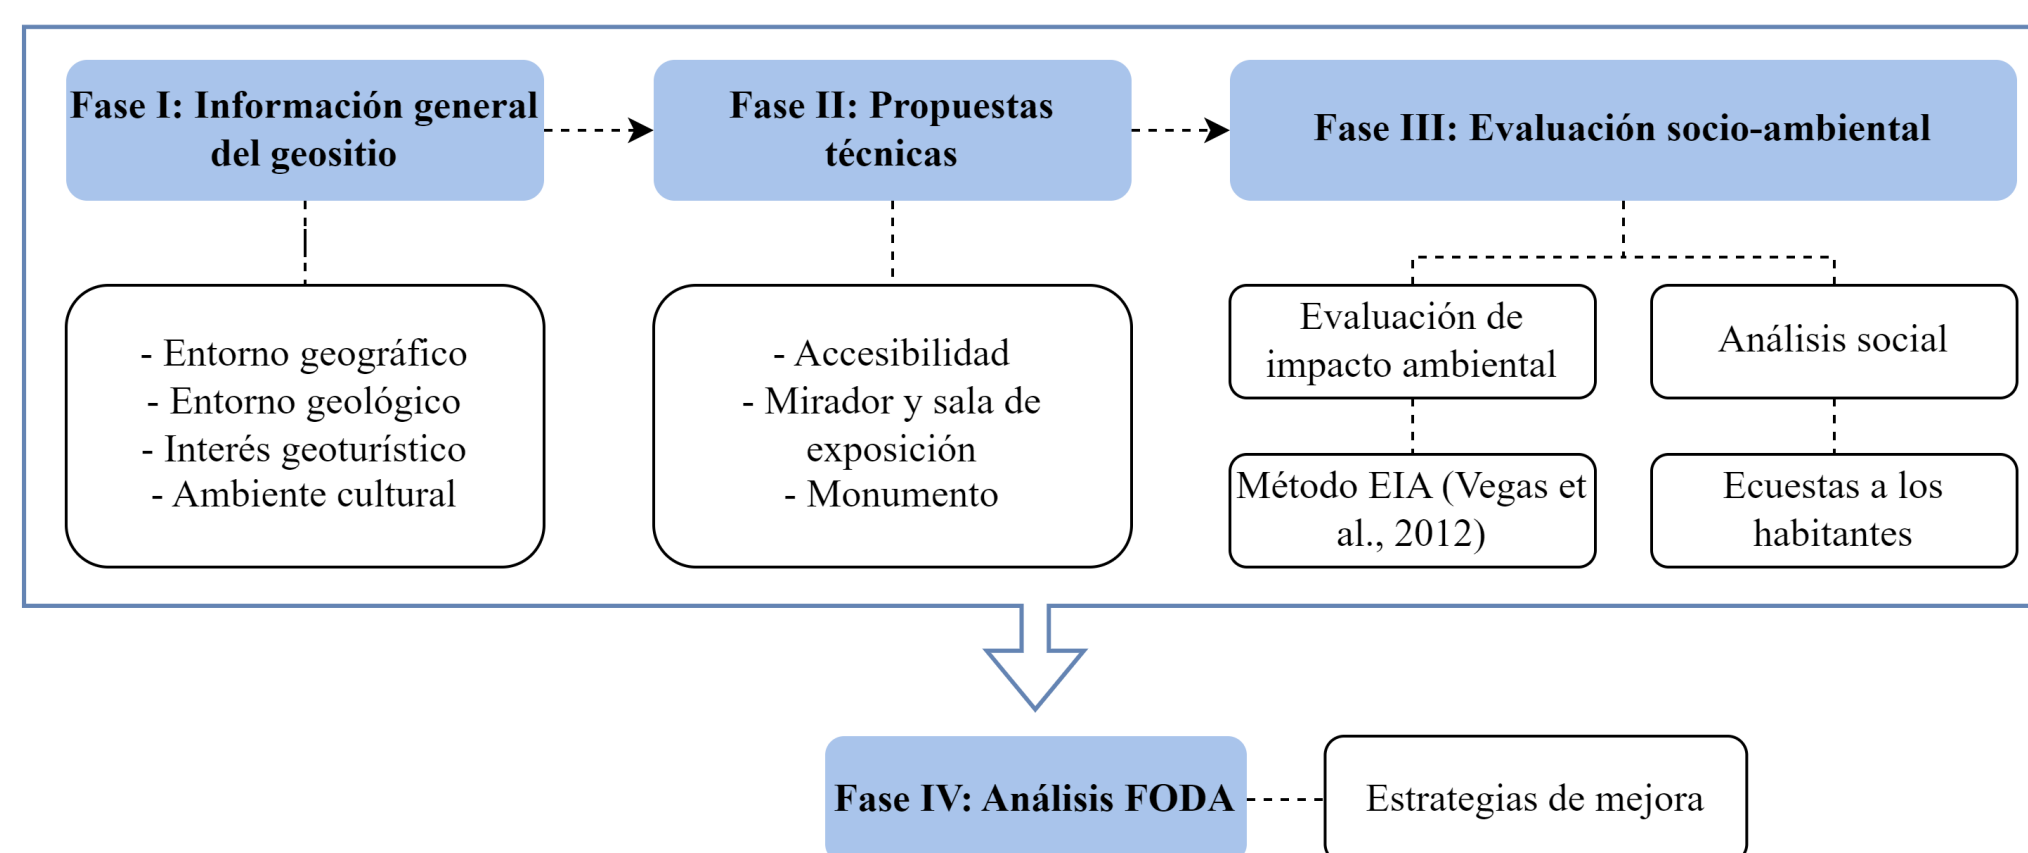 Fase I: Información general
del geositio
Fase II: Propuestas
técnicas
Fase III: Evaluación socio-ambiental
- Entorno geográfico
- Entorno geológico
- Interés geoturístico
- Ambiente cultural
- Accesibilidad
- Mirador y sala de
exposición
- Monumento
Evaluación de
impacto ambiental
Análisis social
Método EIA (Vegas et
al., 2012)
Ecuestas a los
habitantes
Fase IV: Análisis FODA
Estrategias de mejora